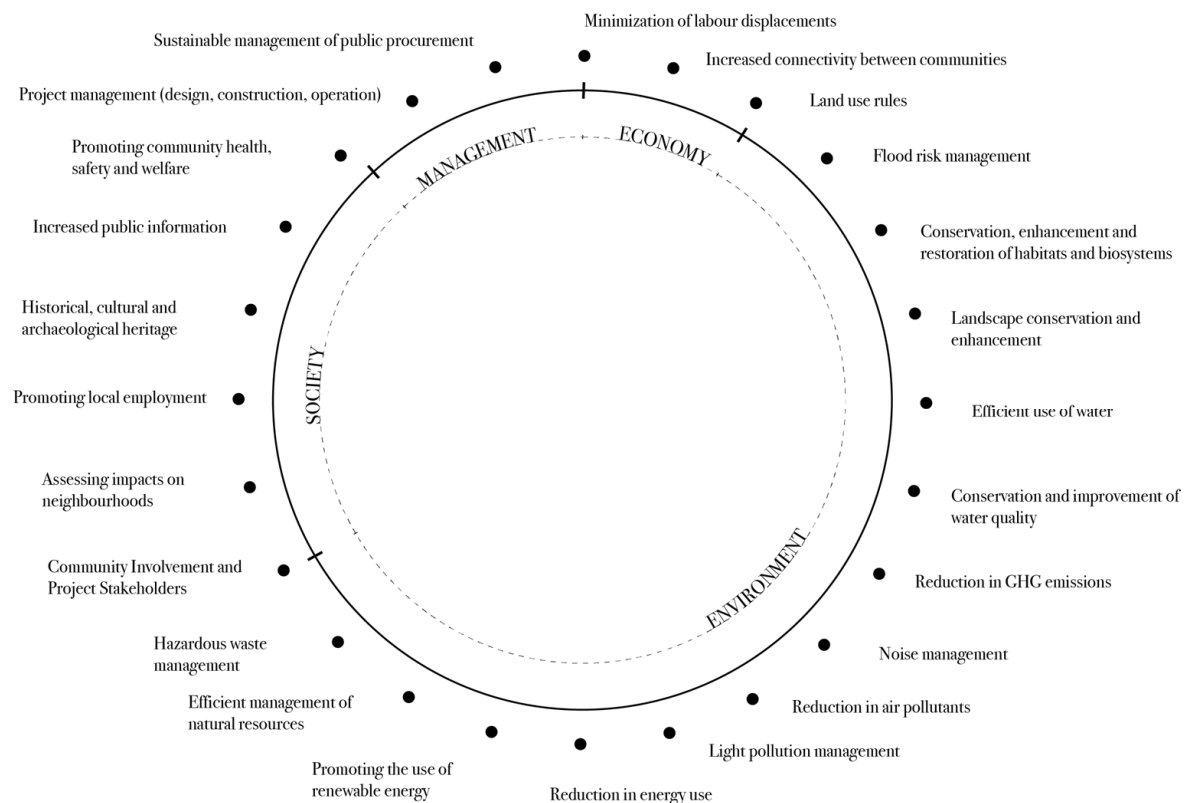 Minimization of labour displacements
Increased connectivity between communities
Land use rules
Flood risk management
Conservation, enhancement and
restoration of habitats and biosystems
Landscape conservation and
enhancement
Efficient use of water
Conservation and improvement of
water quality
Reduction in GHG emissions
Noise management
Reduction in air pollutants
Light pollution management
Reduction in energy use
Promoting the use of
renewable energy
Efficient management of
natural resources
Hazardous waste
management
Community Involvement and
Project Stakeholders
Assessing impacts on
neighbourhoods
Promoting local employment
Historical, cultural and
archaeological heritage
Increased public information
Promoting community health,
safety and welfare
Project management (design, construction, operation)
Sustainable management of public procurement
MANAGEMENT
ECONOMY
SOCIETY
ENVIRONMENT